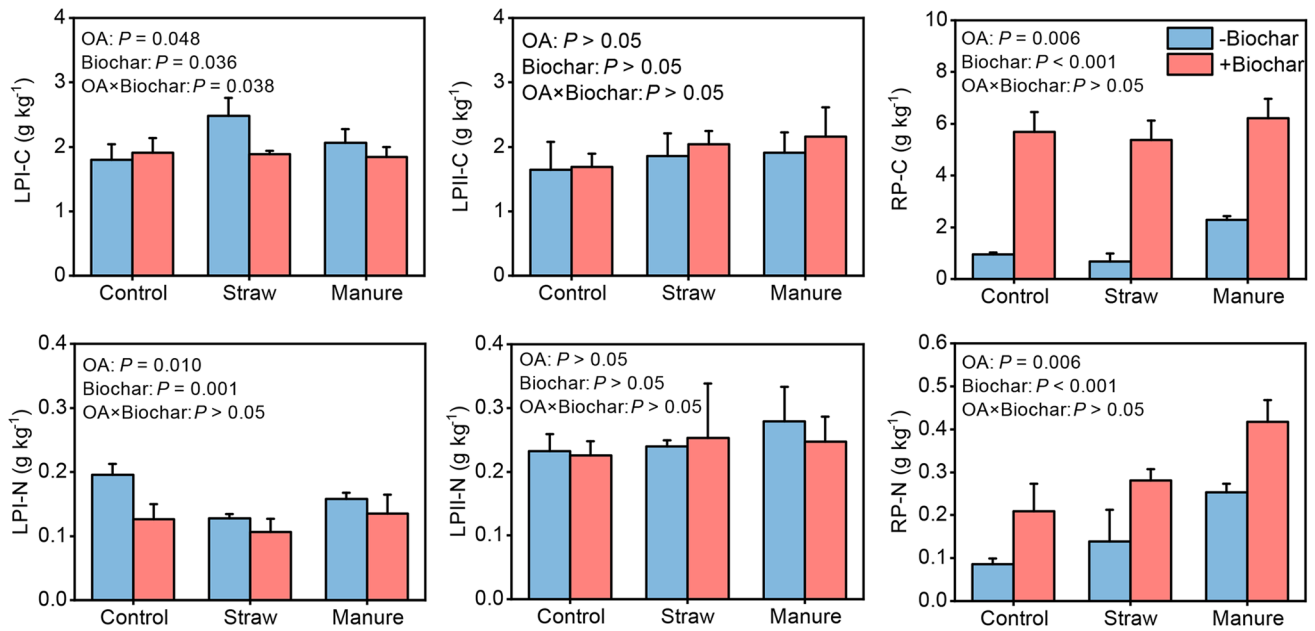 LPI-C (g kg⁻¹)
4
3
2
1
0
OA: P = 0.048
Biochar: P = 0.036
OA×Biochar: P = 0.038
Control Straw Manure
LPII-C (g kg⁻¹)
4
3
2
1
0
OA: P > 0.05
Biochar: P > 0.05
OA×Biochar: P > 0.05
Control Straw Manure
RP-C (g kg⁻¹)
10
8
6
4
2
0
OA: P = 0.006
Biochar: P < 0.001
OA×Biochar: P > 0.05
-Biochar
+Biochar
Control Straw Manure
LPI-N (g kg⁻¹)
0.4
0.3
0.2
0.1
0.0
OA: P = 0.010
Biochar: P = 0.001
OA×Biochar: P > 0.05
Control Straw Manure
LPII-N (g kg⁻¹)
0.4
0.3
0.2
0.1
0.0
OA: P > 0.05
Biochar: P > 0.05
OA×Biochar: P > 0.05
Control Straw Manure
RP-N (g kg⁻¹)
0.6
0.5
0.4
0.3
0.2
0.1
0.0
OA: P = 0.006
Biochar: P < 0.001
OA×Biochar: P > 0.05
Control Straw Manure